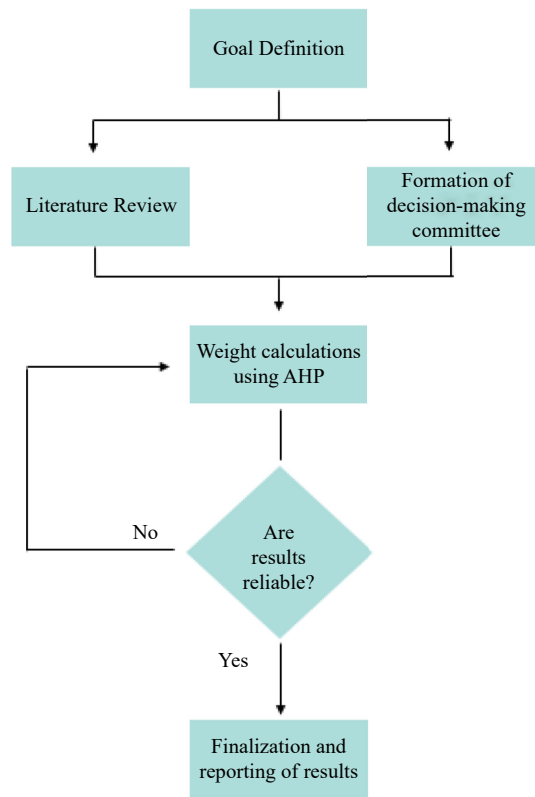 Goal Definition
Literature Review
Formation of
decision-making
committee
Weight calculations
using AHP
No
Are
results
reliable?
Yes
Finalization and
reporting of results